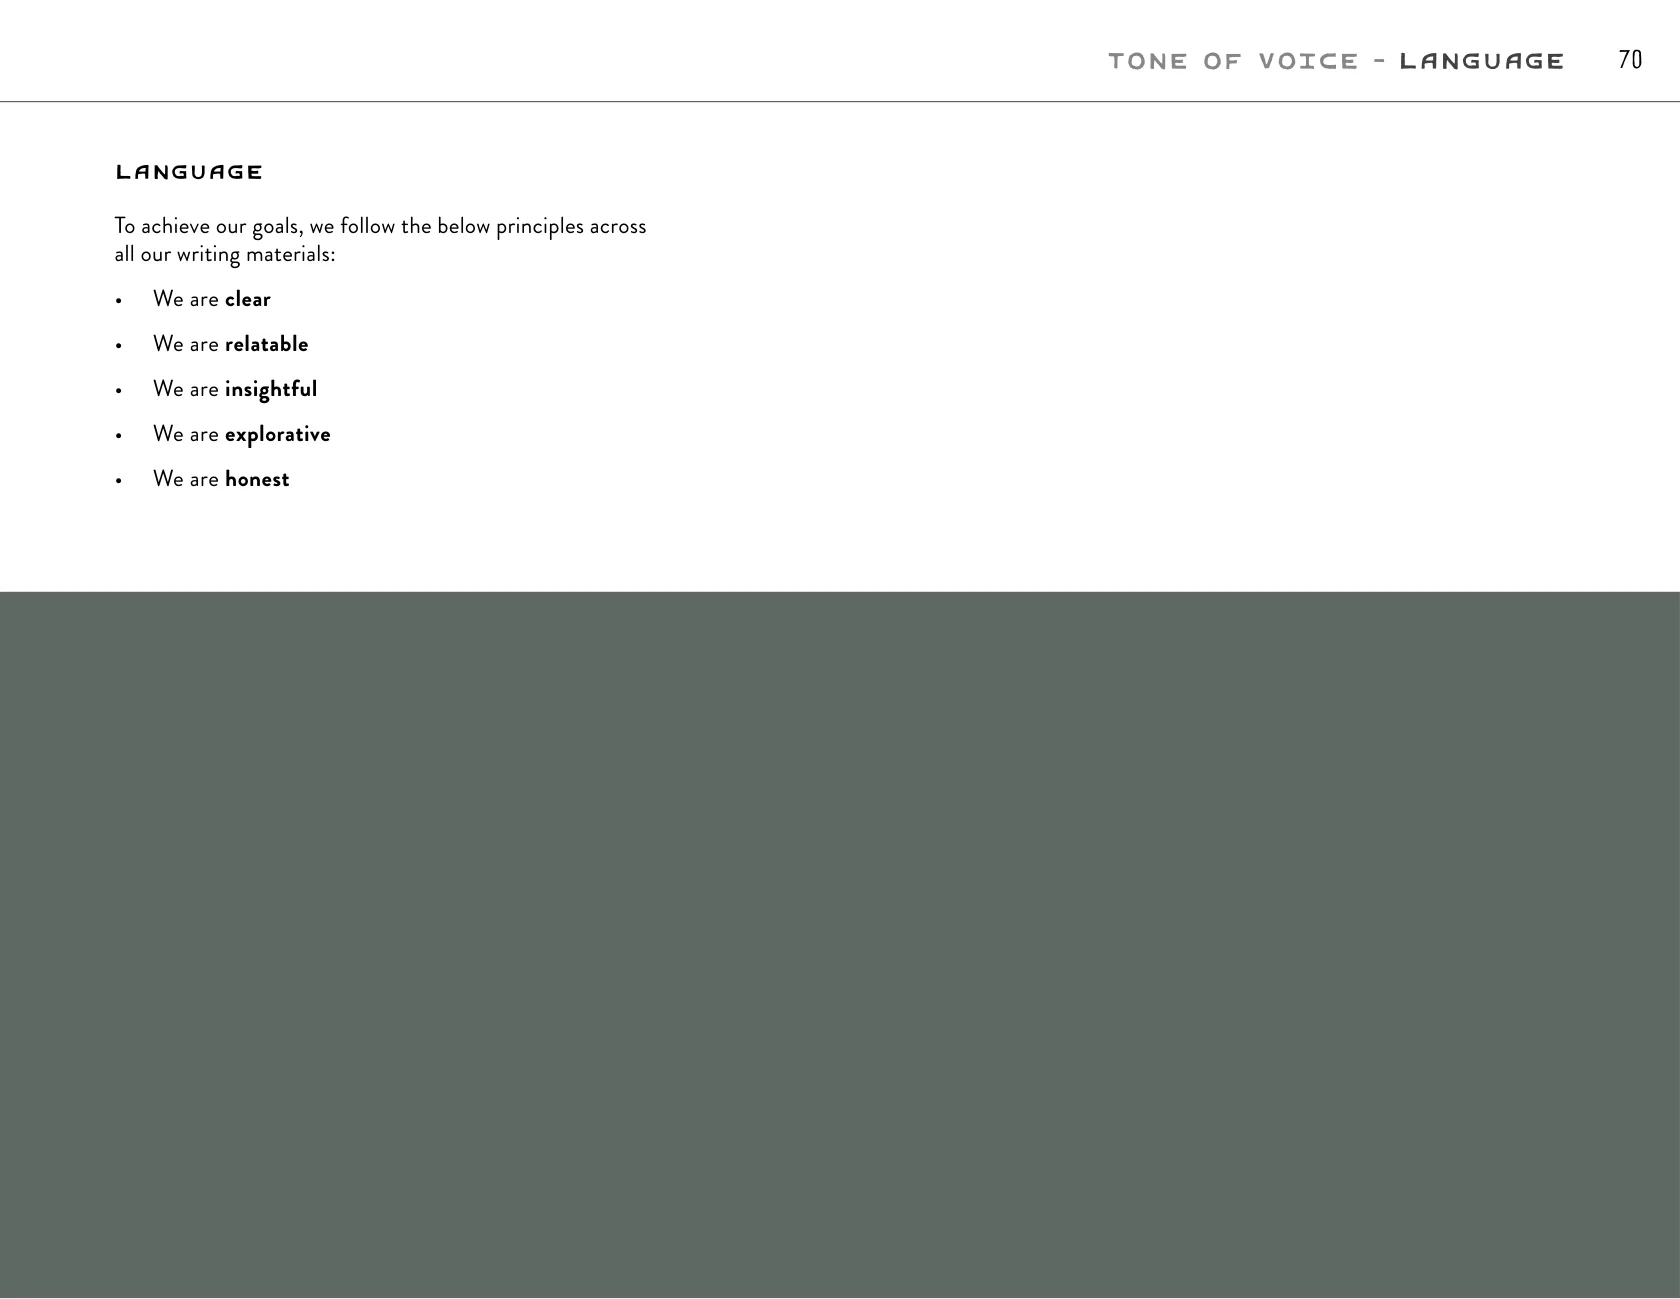 TONE OF VOICE - LANGUAGE 70
LANGUAGE
To achieve our goals, we follow the below principles across
all our writing materials:
• We are clear
• We are relatable
• We are insightful
• We are explorative
• We are honest